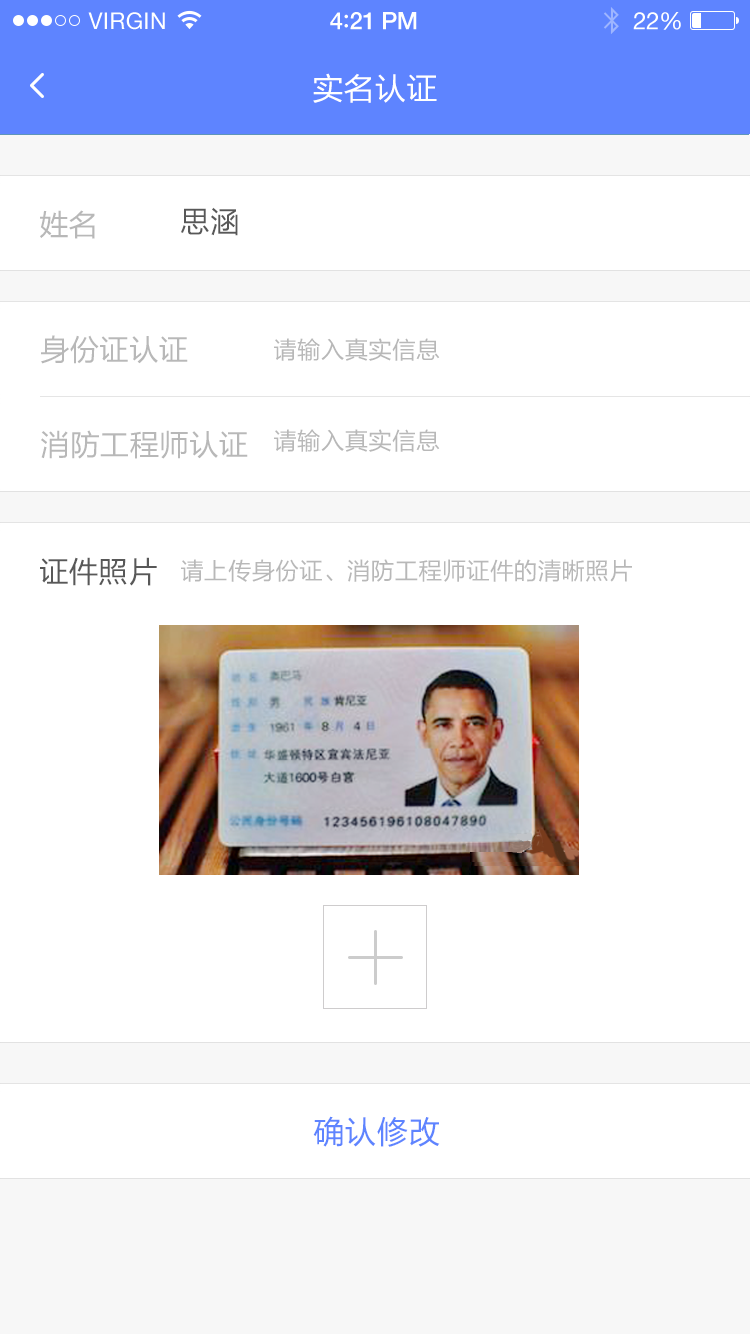 VIRGIN 4:21 PM 22%
实名认证
姓名 思涵
身份证认证 请输入真实信息
消防工程师认证 请输入真实信息
证件照片 请上传身份证、消防工程师证件的清晰照片
姓名 奥巴马
性别 男 民族 肯尼亚
出生 1961 年 8 月 4 日
住址 华盛顿特区宜宾法尼亚
大道1600号白宫
公民身份号码 123456196108047890
确认修改